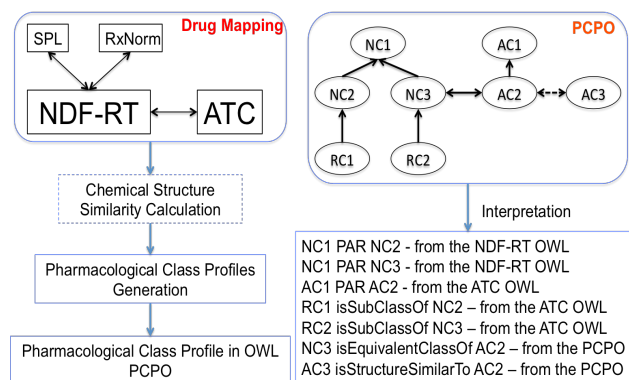 Drug Mapping
SPL
RxNorm
NDF-RT
ATC
Chemical Structure
Similarity Calculation
Pharmacological Class Profiles
Generation
Pharmacological Class Profile in OWL
PCPO
PCPO
NC1
AC1
NC2
NC3
AC2
AC3
RC1
RC2
Interpretation
NC1 PAR NC2 - from the NDF-RT OWL
NC1 PAR NC3 - from the NDF-RT OWL
AC1 PAR AC2 - from the ATC OWL
RC1 isSubClassOf NC2 – from the ATC OWL
RC2 isSubClassOf NC3 – from the ATC OWL
NC3 isEquivalentClassOf AC2 – from the PCPO
AC3 isStructureSimilarTo AC2 – from the PCPO